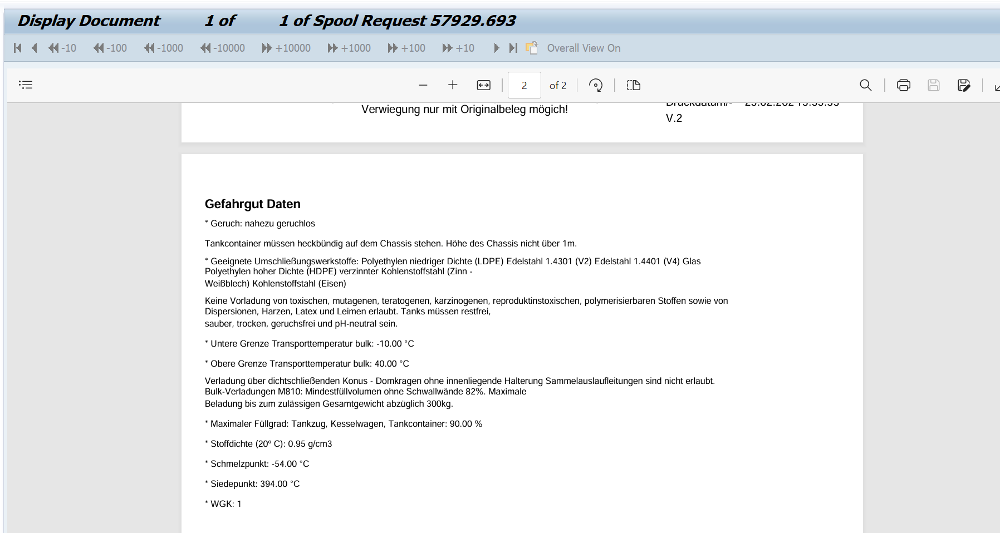 Display Document 1 of 1 of Spool Request 57929.693
-10 -100 -1000 -10000 +10000 +1000 +100 +10 Overall View On
2 of 2
Verwiegung nur mit Originalbeleg mögich!
V.2
Gefahrgut Daten
* Geruch: nahezu geruchlos
Tankcontainer müssen heckbündig auf dem Chassis stehen. Höhe des Chassis nicht über 1m.
* Geeignete Umschließungswerkstoffe: Polyethylen niedriger Dichte (LDPE) Edelstahl 1.4301 (V2) Edelstahl 1.4401 (V4) Glas
Polyethylen hoher Dichte (HDPE) verzinnter Kohlenstoffstahl (Zinn -
Weißblech) Kohlenstoffstahl (Eisen)
Keine Vorladung von toxischen, mutagenen, teratogenen, karzinogenen, reproduktinstoxischen, polymerisierbaren Stoffen sowie von
Dispersionen, Harzen, Latex und Leimen erlaubt. Tanks müssen restfrei,
sauber, trocken, geruchsfrei und pH-neutral sein.
* Untere Grenze Transporttemperatur bulk: -10.00 °C
* Obere Grenze Transporttemperatur bulk: 40.00 °C
Verladung über dichtschließenden Konus - Domkragen ohne innenliegende Halterung Sammelauslaufleitungen sind nicht erlaubt.
Bulk-Verladungen M810: Mindestfüllvolumen ohne Schwallwände 82%. Maximale
Beladung bis zum zulässigen Gesamtgewicht abzüglich 300kg.
* Maximaler Füllgrad: Tankzug, Kesselwagen, Tankcontainer: 90.00 %
* Stoffdichte (20º C): 0.95 g/cm3
* Schmelzpunkt: -54.00 °C
* Siedepunkt: 394.00 °C
* WGK: 1